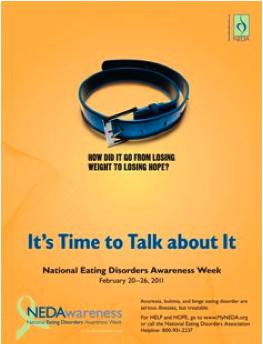 NEDA
HOW DID IT GO FROM LOSING
WEIGHT TO LOSING HOPE?
It's Time to Talk about It
National Eating Disorders Awareness Week
February 20–26, 2011
NEDAwareness
National Eating Disorders Awareness Week
Anorexia, bulimia, and binge eating disorder are
serious illnesses, but treatable.
For HELP and HOPE, go to www.MyNEDA.org
or call the National Eating Disorders Association
Helpline: 800-931-2237